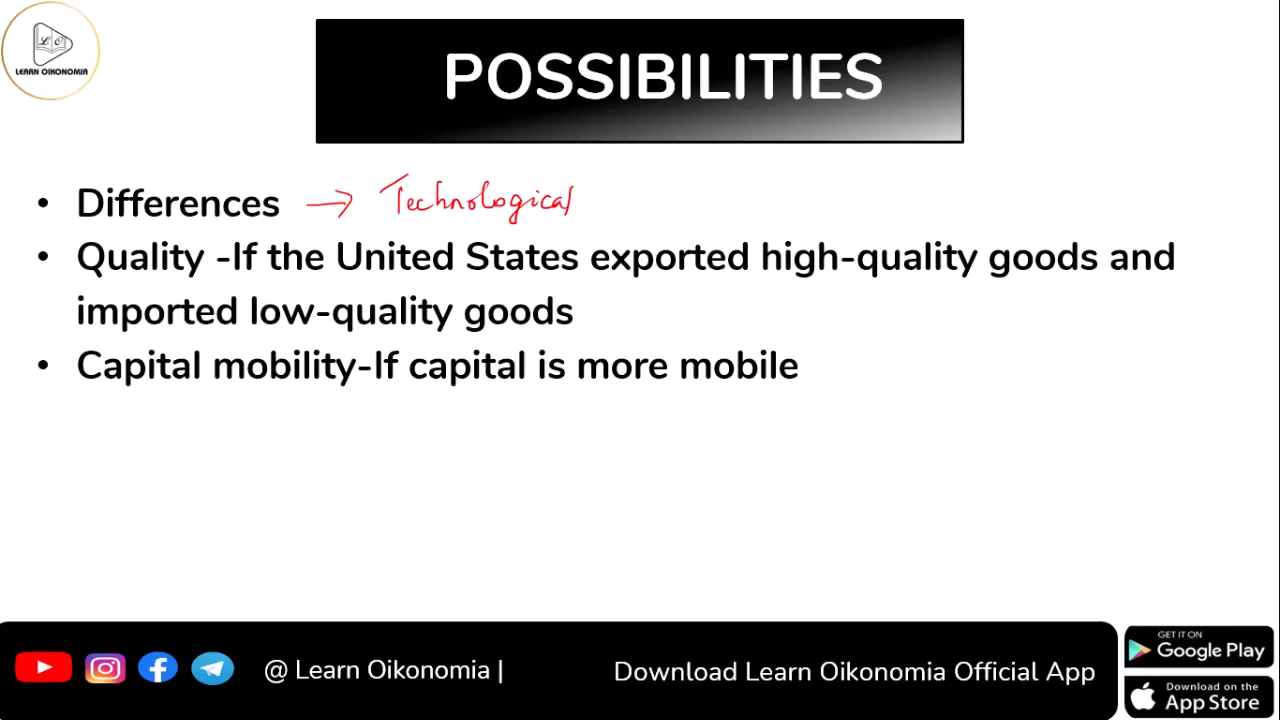 LO
LEARN OIKONOMIA
POSSIBILITIES
• Differences → Technological
• Quality -If the United States exported high-quality goods and
imported low-quality goods
• Capital mobility-If capital is more mobile
@ Learn Oikonomia |
Download Learn Oikonomia Official App
GET IT ON
Google Play
Download on the
App Store